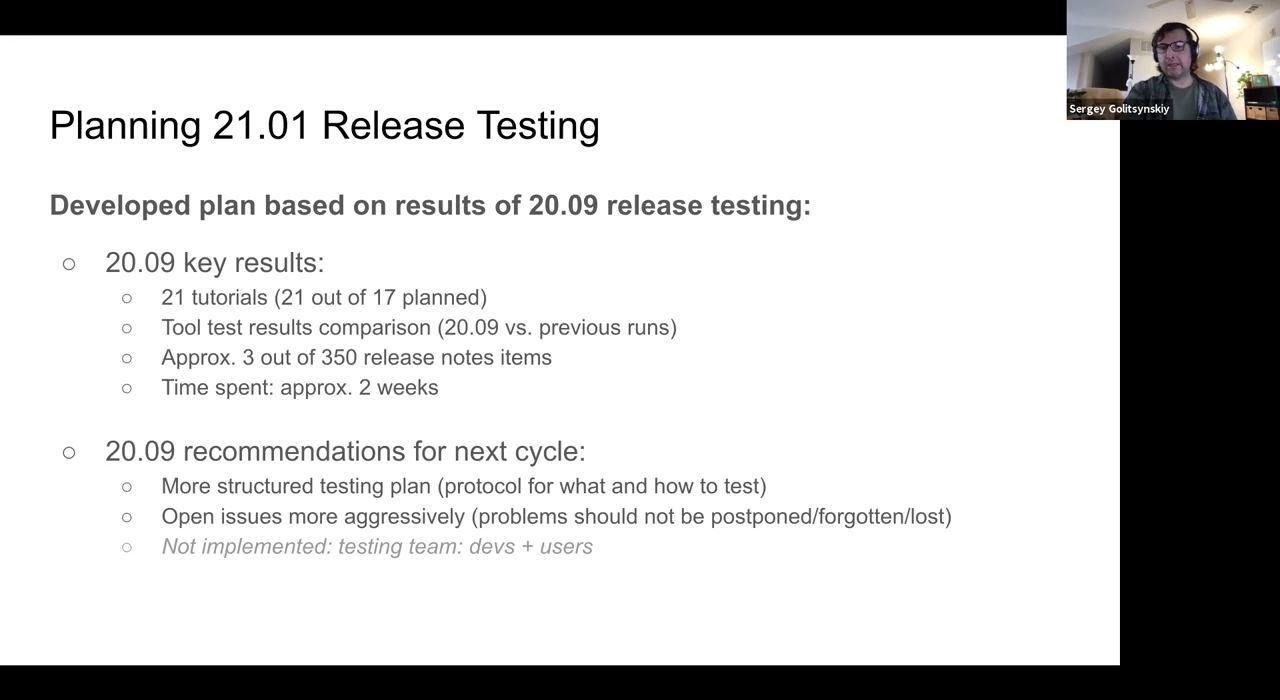 Sergey Golitsynskiy
Planning 21.01 Release Testing
Developed plan based on results of 20.09 release testing:
○ 20.09 key results:
○ 21 tutorials (21 out of 17 planned)
○ Tool test results comparison (20.09 vs. previous runs)
○ Approx. 3 out of 350 release notes items
○ Time spent: approx. 2 weeks
○ 20.09 recommendations for next cycle:
○ More structured testing plan (protocol for what and how to test)
○ Open issues more aggressively (problems should not be postponed/forgotten/lost)
○ Not implemented: testing team: devs + users